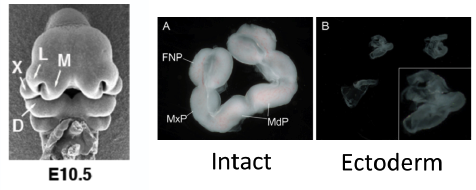 X
L
M
D
E10.5
A
FNP
MxP
MdP
Intact
B
Ectoderm